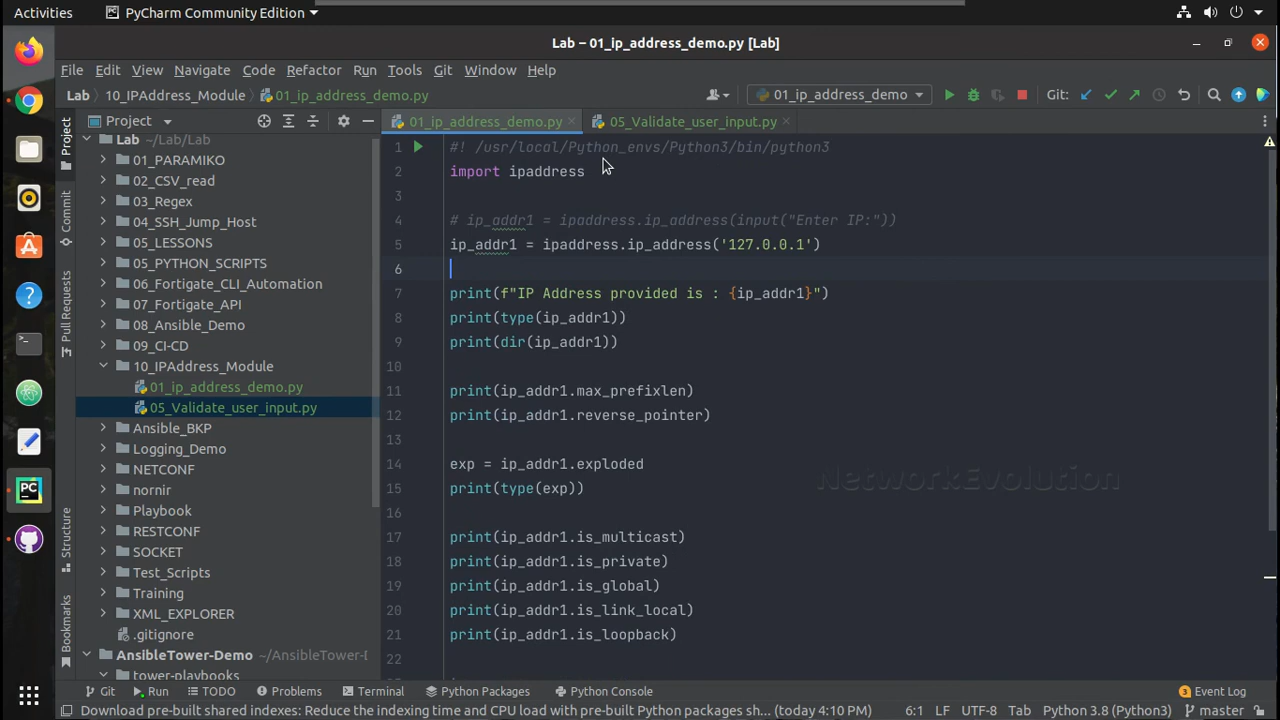 Activities PyCharm Community Edition
Lab – 01_ip_address_demo.py [Lab]
File Edit View Navigate Code Refactor Run Tools Git Window Help
Lab 10_IPAddress_Module 01_ip_address_demo.py 01_ip_address_demo Git:
Project 01_ip_address_demo.py 05_Validate_user_input.py
Project
Commit
Pull Requests
Structure
Bookmarks
Lab ~/Lab/Lab
01_PARAMIKO
02_CSV_read
03_Regex
04_SSH_Jump_Host
05_LESSONS
05_PYTHON_SCRIPTS
06_Fortigate_CLI_Automation
07_Fortigate_API
08_Ansible_Demo
09_CI-CD
10_IPAddress_Module
01_ip_address_demo.py
05_Validate_user_input.py
Ansible_BKP
Logging_Demo
NETCONF
nornir
Playbook
RESTCONF
SOCKET
Test_Scripts
Training
XML_EXPLORER
.gitignore
AnsibleTower-Demo ~/AnsibleTower-D
tower-playbooks
1 #! /usr/local/Python_envs/Python3/bin/python3
2 import ipaddress
3
4 # ip_addr1 = ipaddress.ip_address(input("Enter IP:"))
5 ip_addr1 = ipaddress.ip_address('127.0.0.1')
6
7 print(f"IP Address provided is : {ip_addr1}")
8 print(type(ip_addr1))
9 print(dir(ip_addr1))
10
11 print(ip_addr1.max_prefixlen)
12 print(ip_addr1.reverse_pointer)
13
14 exp = ip_addr1.exploded
15 print(type(exp))
16
17 print(ip_addr1.is_multicast)
18 print(ip_addr1.is_private)
19 print(ip_addr1.is_global)
20 print(ip_addr1.is_link_local)
21 print(ip_addr1.is_loopback)
22
NetworkEvolution
Git Run TODO Problems Terminal Python Packages Python Console 3 Event Log
Download pre-built shared indexes: Reduce the indexing time and CPU load with pre-built Python packages sh... (today 4:10 PM) 6:1 LF UTF-8 Tab Python 3.8 (Python3) master